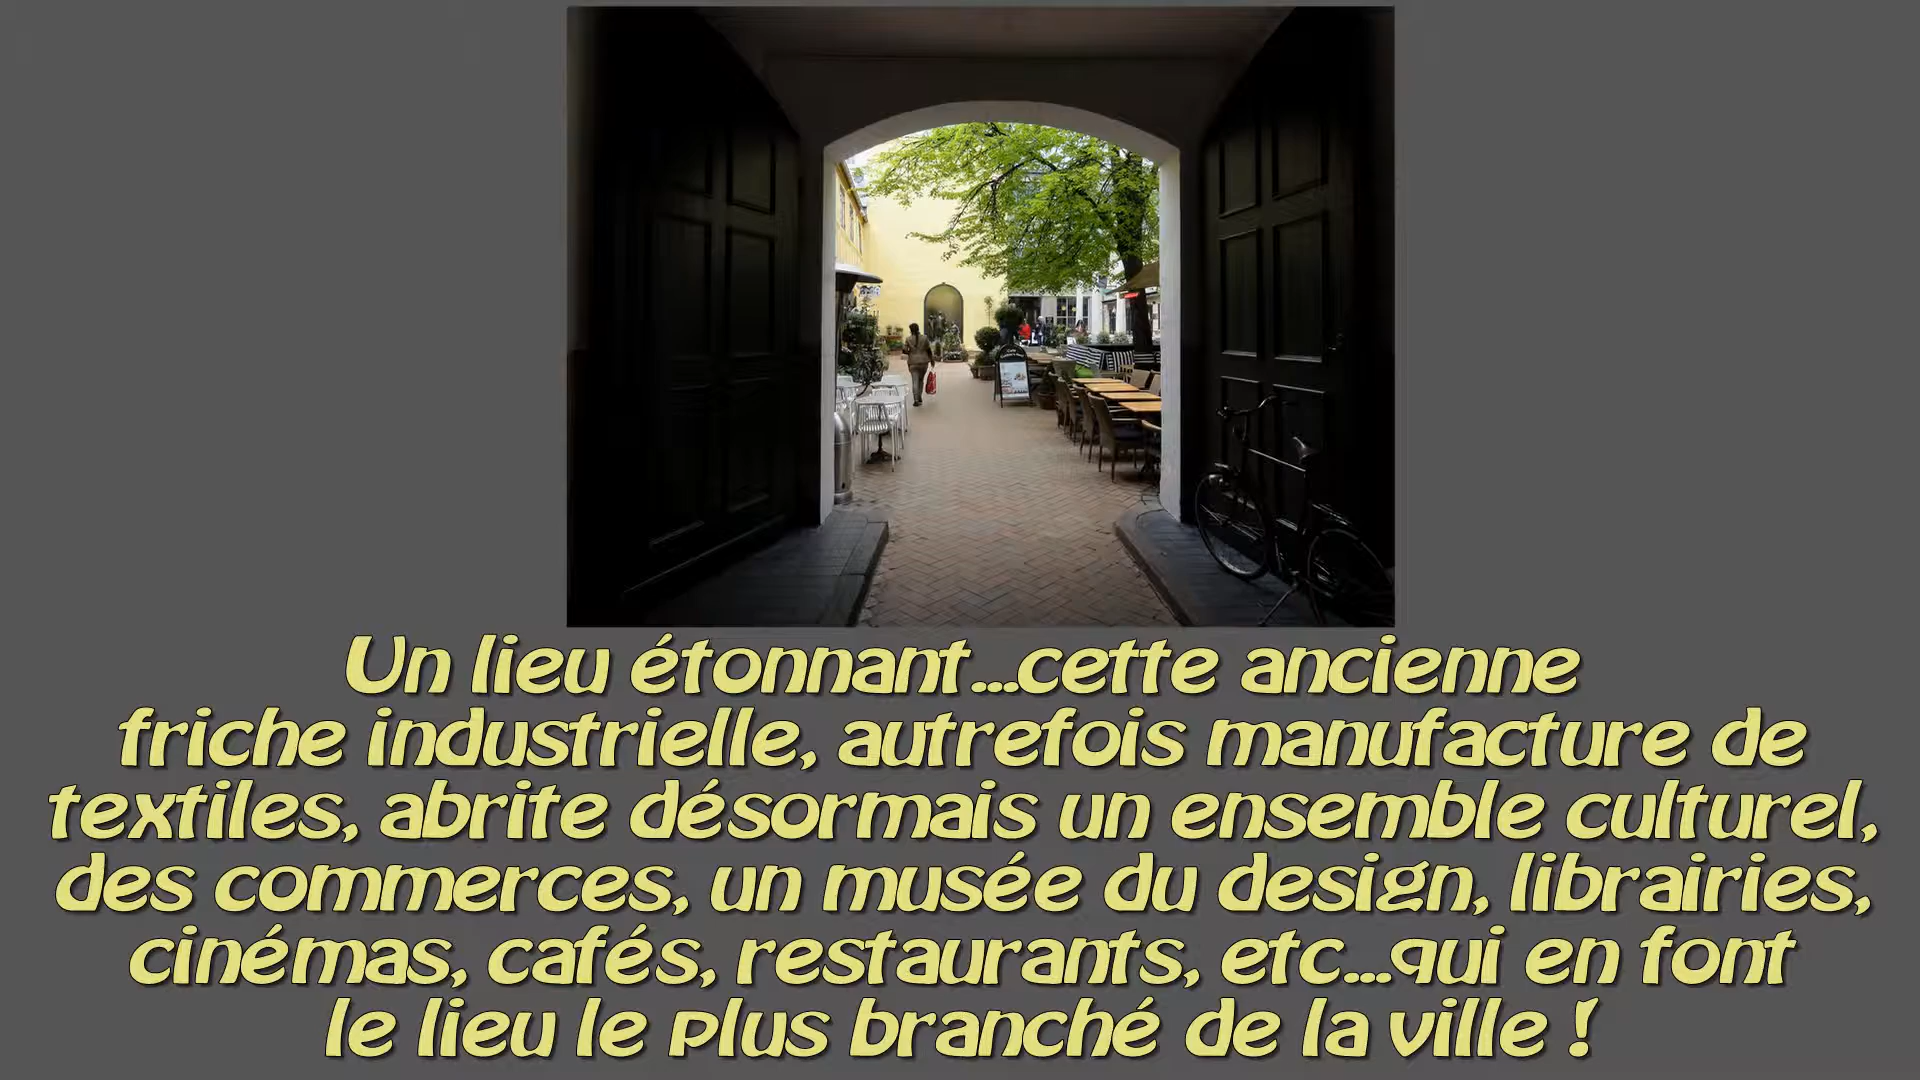 Un lieu étonnant...cette ancienne
friche industrielle, autrefois manufacture de
textiles, abrite désormais un ensemble culturel,
des commerces, un musée du design, librairies,
cinémas, cafés, restaurants, etc...qui en font
le lieu le plus branché de la ville !